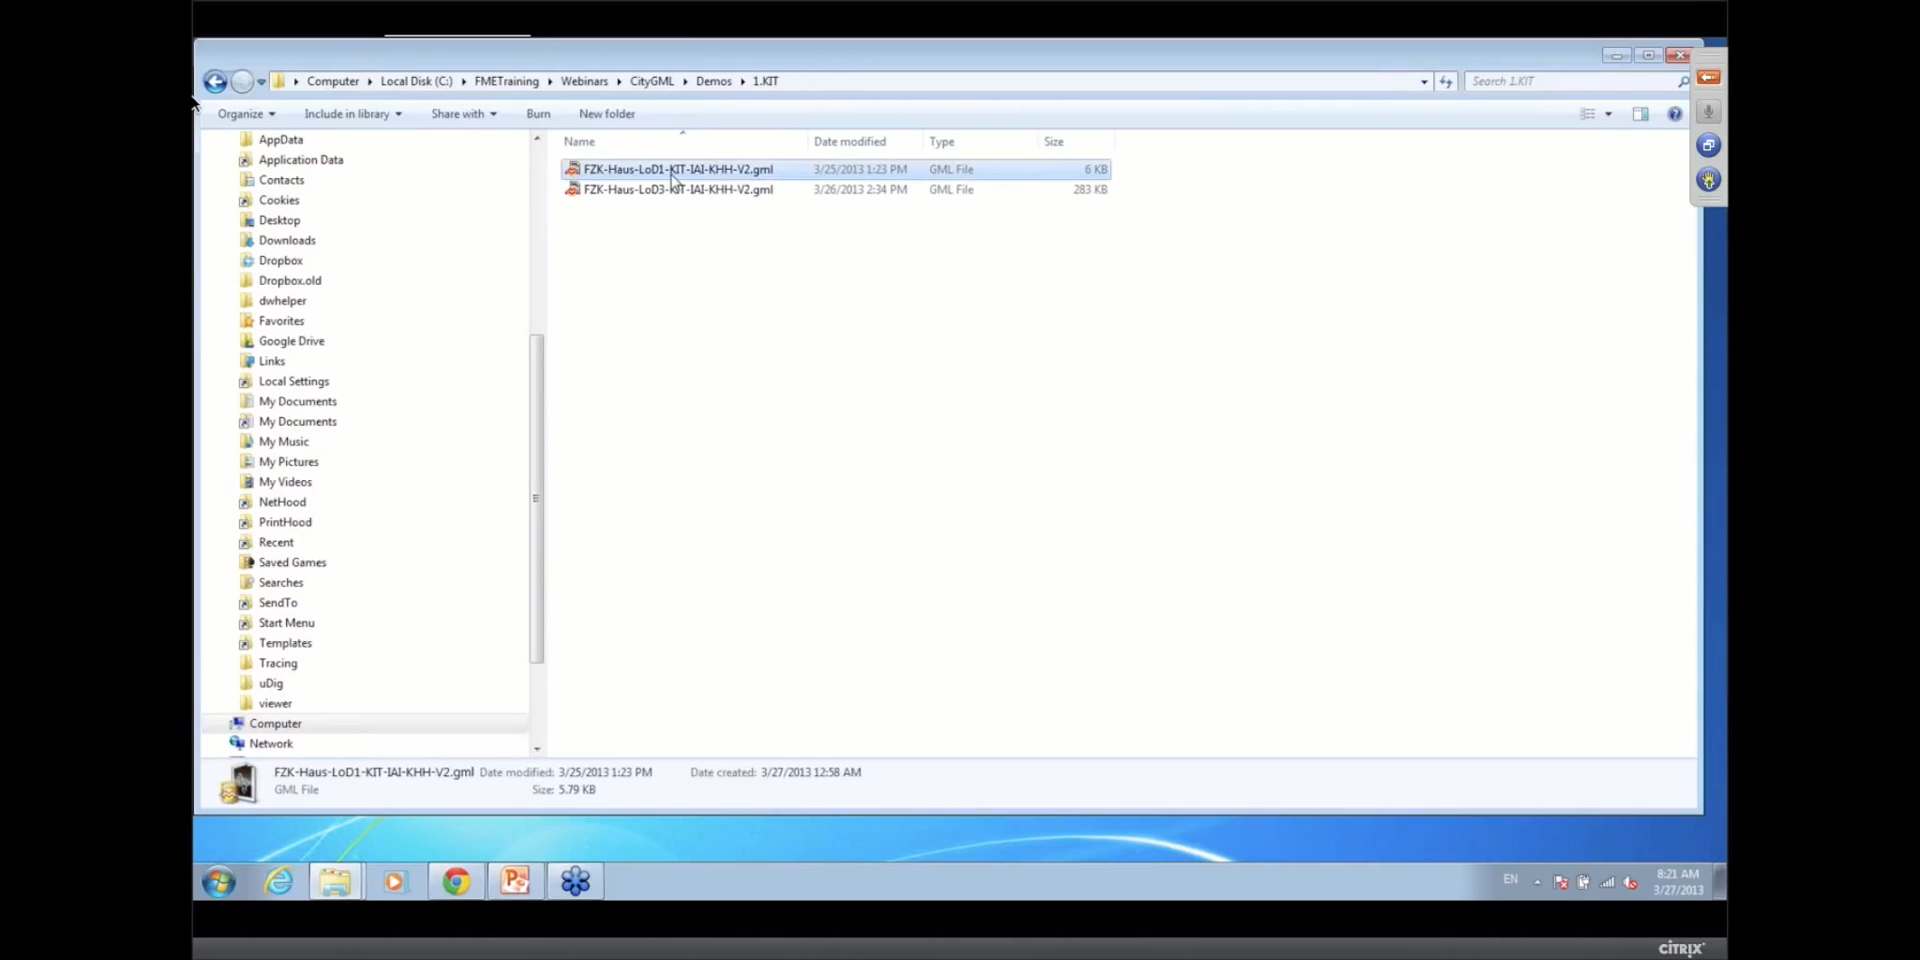 Computer Local Disk (C:) FMETraining Webinars CityGML Demos 1.KIT Search 1.KIT
Organize Include in library Share with Burn New folder
Name Date modified Type Size
FZK-Haus-LoD1-KIT-IAI-KHH-V2.gml 3/25/2013 1:23 PM GML File 6 KB
FZK-Haus-LoD3-KIT-IAI-KHH-V2.gml 3/26/2013 2:34 PM GML File 283 KB
AppData
Application Data
Contacts
Cookies
Desktop
Downloads
Dropbox
Dropbox.old
dwhelper
Favorites
Google Drive
Links
Local Settings
My Documents
My Documents
My Music
My Pictures
My Videos
NetHood
PrintHood
Recent
Saved Games
Searches
SendTo
Start Menu
Templates
Tracing
uDig
viewer
Computer
Network
FZK-Haus-LoD1-KIT-IAI-KHH-V2.gml Date modified: 3/25/2013 1:23 PM Date created: 3/27/2013 12:58 AM
GML File Size: 5.79 KB
EN 8:21 AM
3/27/2013
CITRIX